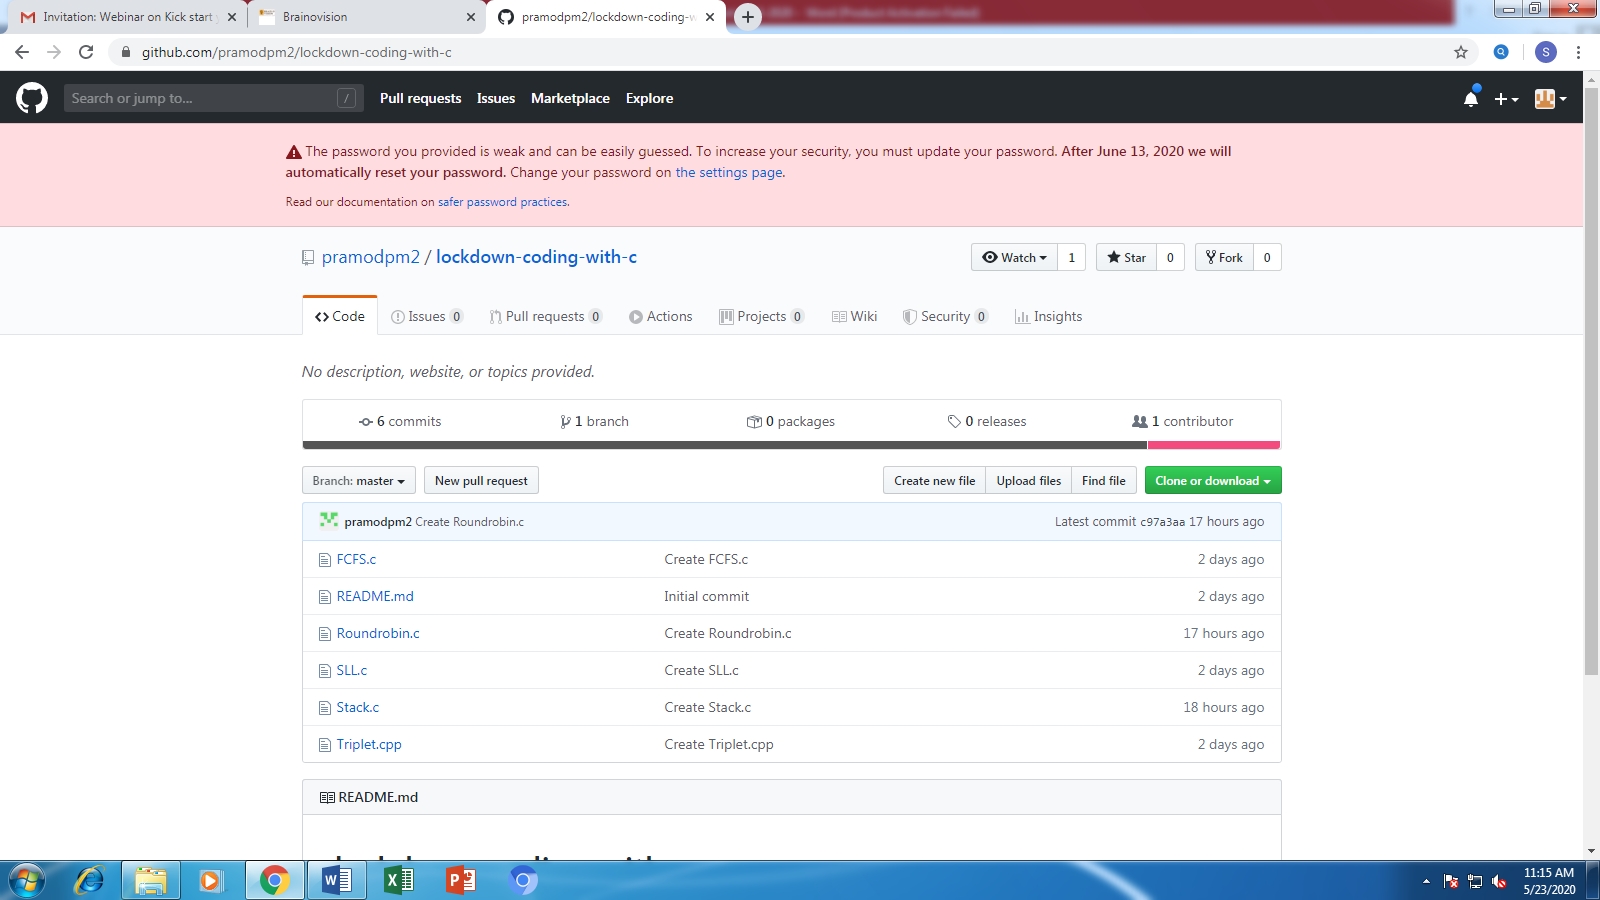 Invitation: Webinar on Kick start
Brainovision
pramodpm2/lockdown-coding-w
github.com/pramodpm2/lockdown-coding-with-c
S
Search or jump to...
/
Pull requests
Issues
Marketplace
Explore
The password you provided is weak and can be easily guessed. To increase your security, you must update your password. After June 13, 2020 we will
automatically reset your password. Change your password on the settings page.
Read our documentation on safer password practices.
pramodpm2 / lockdown-coding-with-c
Watch 1
Star 0
Fork 0
Code
Issues 0
Pull requests 0
Actions
Projects 0
Wiki
Security 0
Insights
No description, website, or topics provided.
6 commits
1 branch
0 packages
0 releases
1 contributor
Branch: master
New pull request
Create new file
Upload files
Find file
Clone or download
pramodpm2 Create Roundrobin.c
Latest commit c97a3aa 17 hours ago
FCFS.c Create FCFS.c 2 days ago
README.md Initial commit 2 days ago
Roundrobin.c Create Roundrobin.c 17 hours ago
SLL.c Create SLL.c 2 days ago
Stack.c Create Stack.c 18 hours ago
Triplet.cpp Create Triplet.cpp 2 days ago
README.md
11:15 AM
5/23/2020